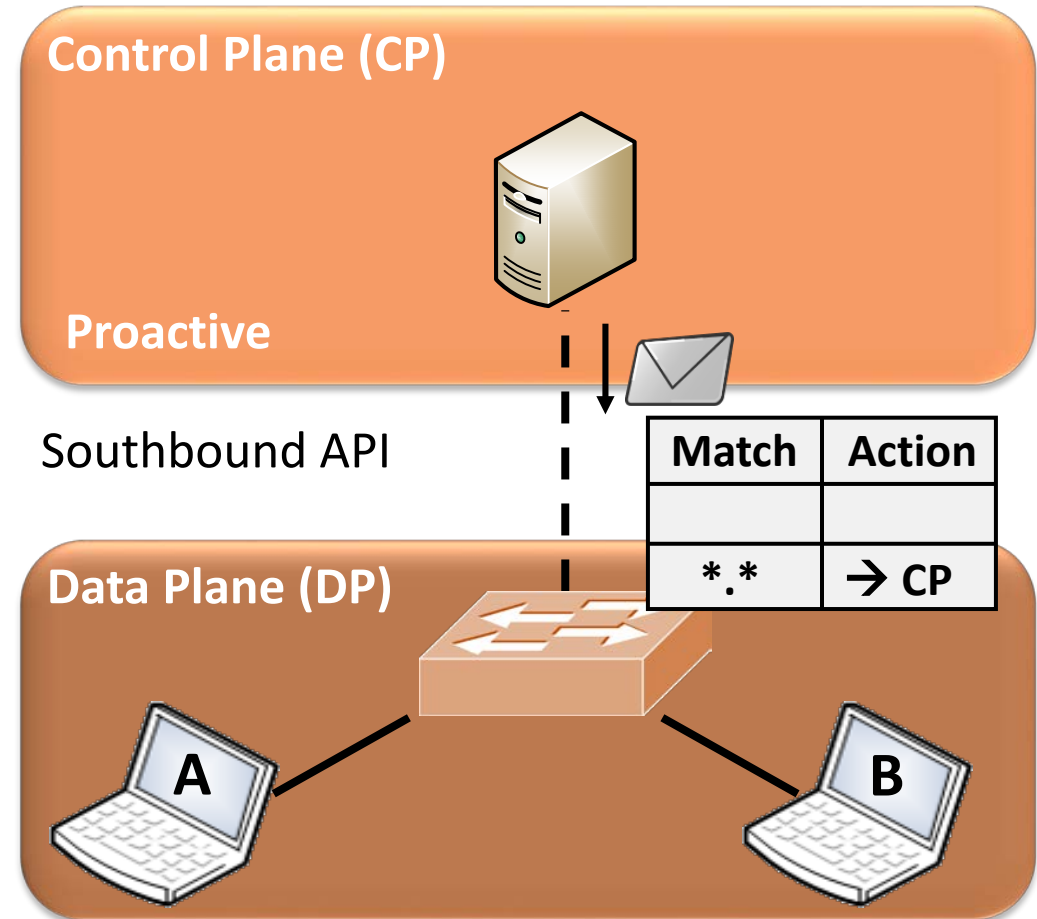 Control Plane (CP)
Proactive
Southbound API
Match Action
*.* → CP
Data Plane (DP)
A
B